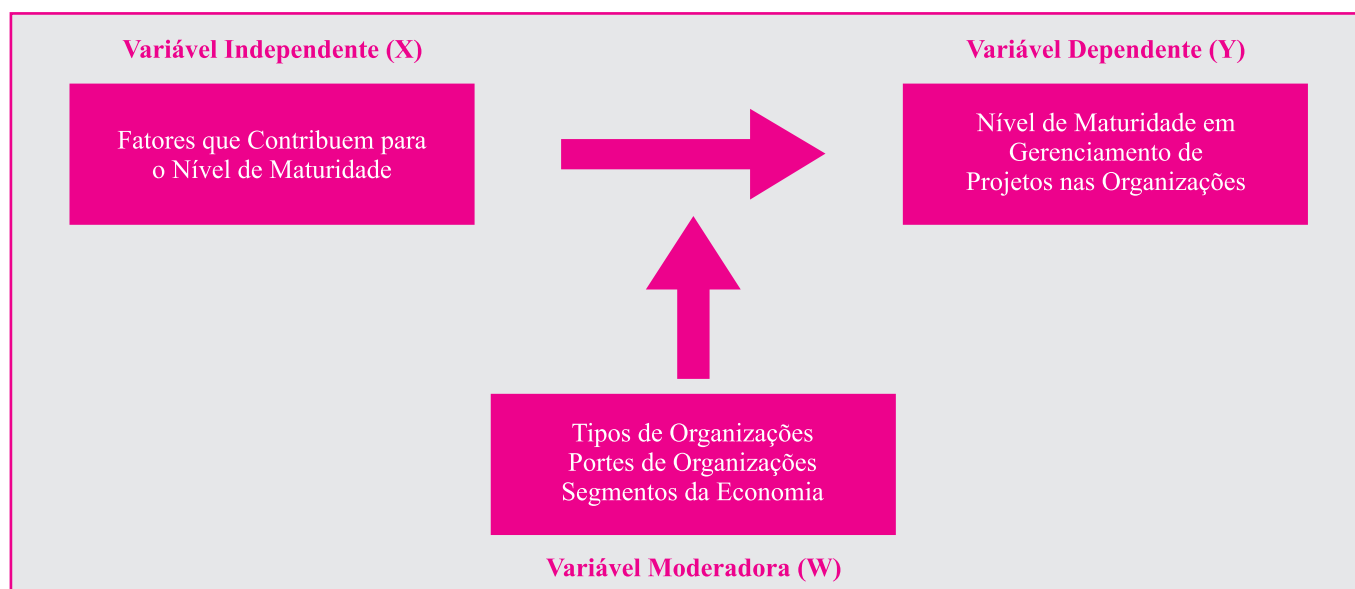 Variável Independente (X)
Fatores que Contribuem para
o Nível de Maturidade
Variável Dependente (Y)
Nível de Maturidade em
Gerenciamento de
Projetos nas Organizações
Tipos de Organizações
Portes de Organizações
Segmentos da Economia
Variável Moderadora (W)